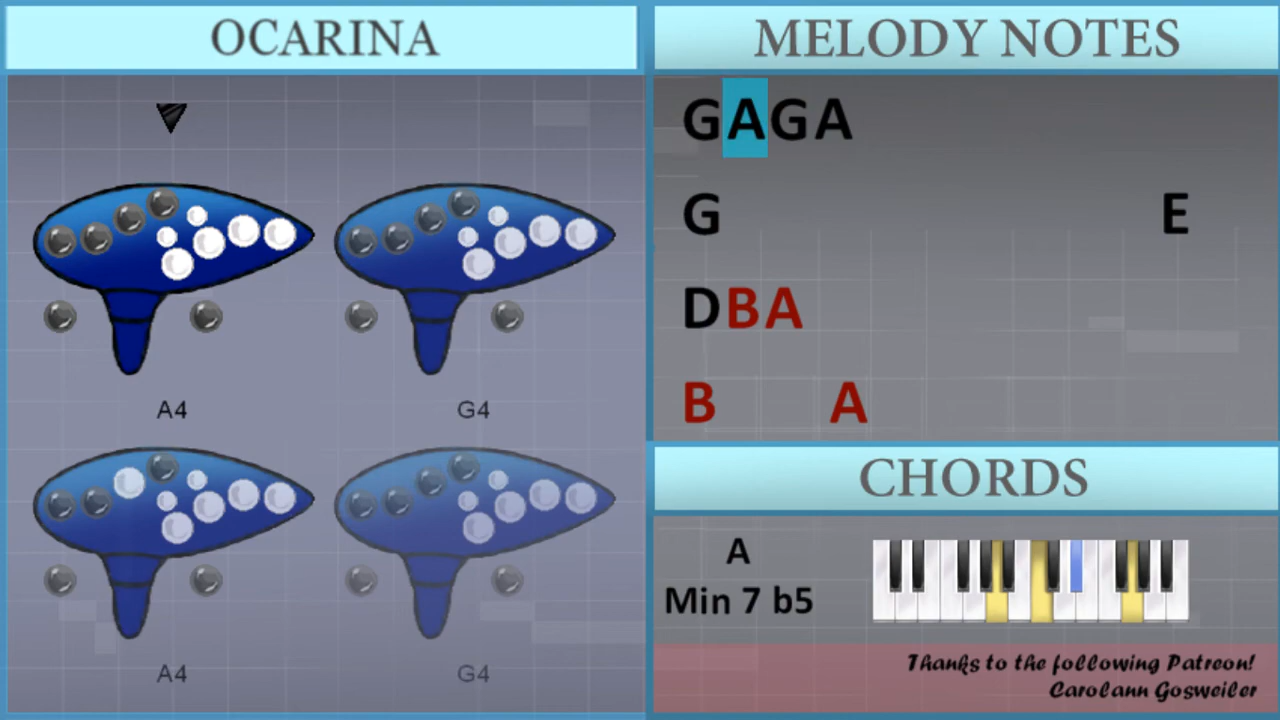 OCARINA
A4
G4
A4
G4
MELODY NOTES
GAGA
G E
DBA
B A
CHORDS
A
Min 7 b5
Thanks to the following Patreon!
Carolann Gosweiler